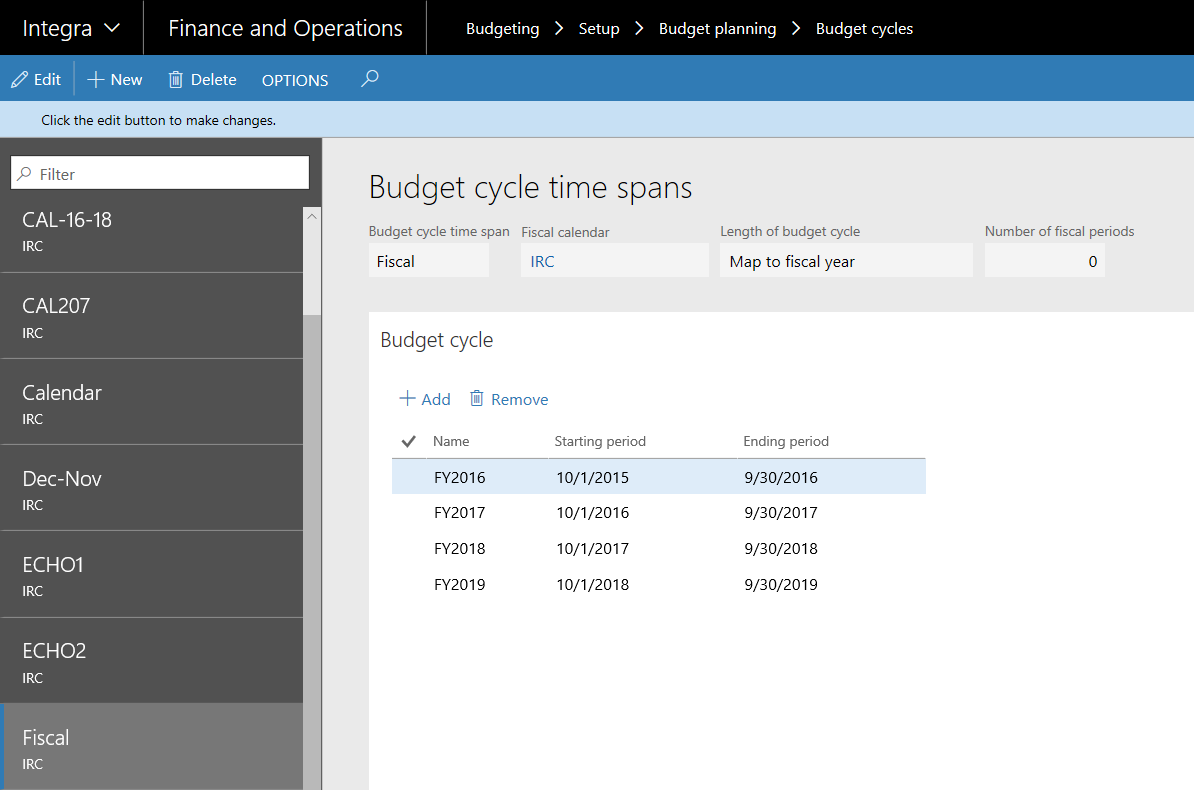 Integra Finance and Operations Budgeting Setup Budget planning Budget cycles
Edit New Delete OPTIONS
Click the edit button to make changes.
Filter
CAL-16-18
IRC
CAL207
IRC
Calendar
IRC
Dec-Nov
IRC
ECHO1
IRC
ECHO2
IRC
Fiscal
IRC
Budget cycle time spans
Budget cycle time span Fiscal calendar Length of budget cycle Number of fiscal periods
Fiscal IRC Map to fiscal year 0
Budget cycle
Add Remove
Name Starting period Ending period
FY2016 10/1/2015 9/30/2016
FY2017 10/1/2016 9/30/2017
FY2018 10/1/2017 9/30/2018
FY2019 10/1/2018 9/30/2019